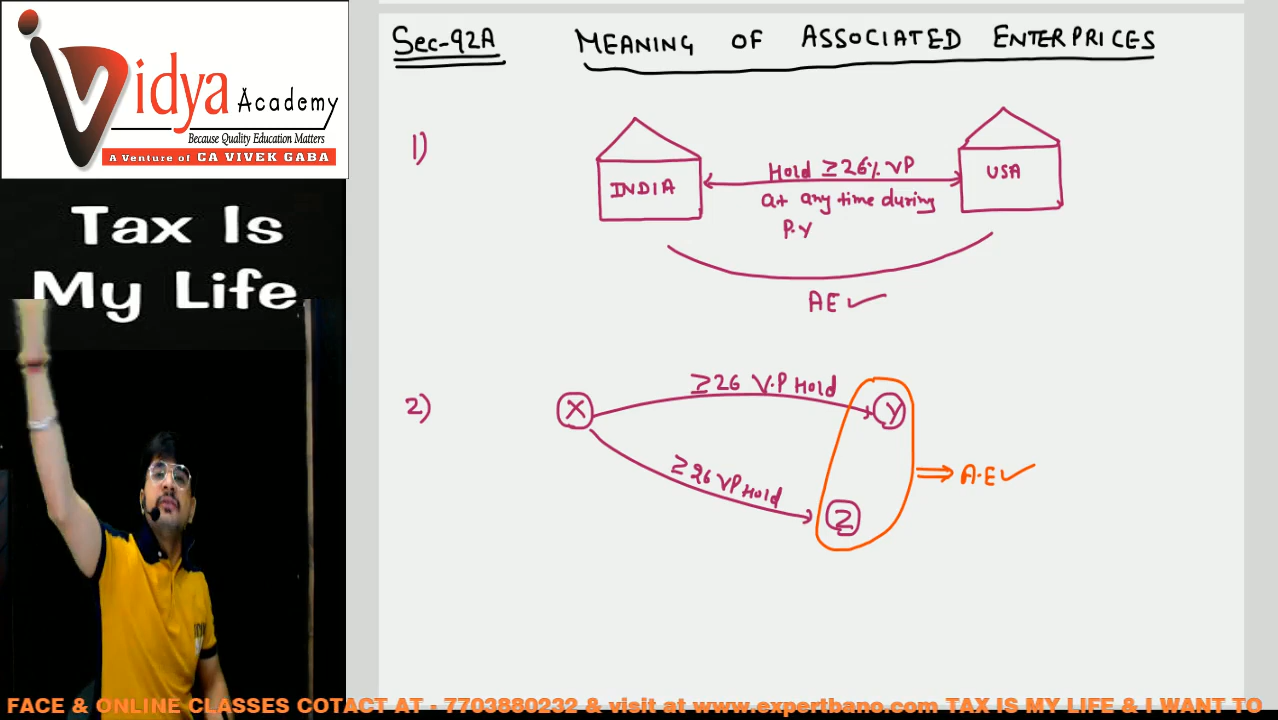 Vidya
Academy
Because Quality Education Matters
A Venture of CA VIVEK GABA
Tax Is
My Life
Sec-92A MEANING OF ASSOCIATED ENTERPRICES
1)
INDIA
Hold ≥26% VP
at any time during
P.Y
USA
AE ✓
2)
X
≥26 V.P Hold
Y
≥26 VP Hold
Z
⇒ A.E ✓
FACE & ONLINE CLASSES COTACT AT - 7703880232 & visit at www.expertbano.com TAX IS MY LIFE & I WANT TO